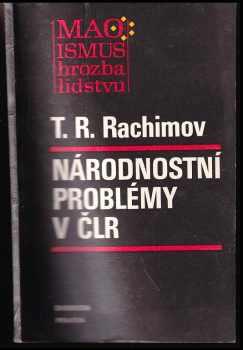 MAO
ISMUS
hrozba
lidstvu
T. R. Rachimov
NÁRODNOSTNÍ
PROBLÉMY
V ČLR